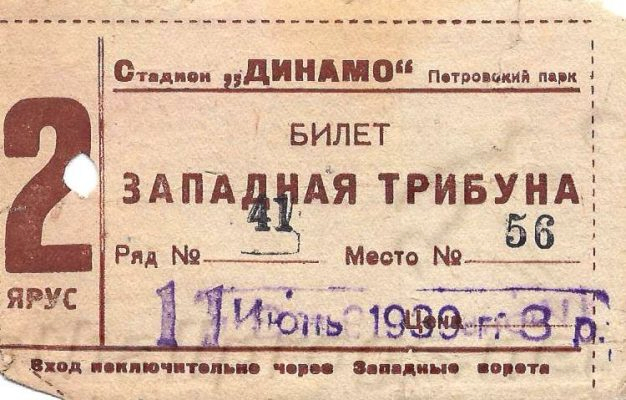 Стадион „ДИНАМО“ Петровский парк
БИЛЕТ
ЗАПАДНАЯ ТРИБУНА
2
ЯРУС
Ряд № 41 Место № 56
11 Июнь 1939 г. Цена 3 р.
Вход исключительно через Западные ворота